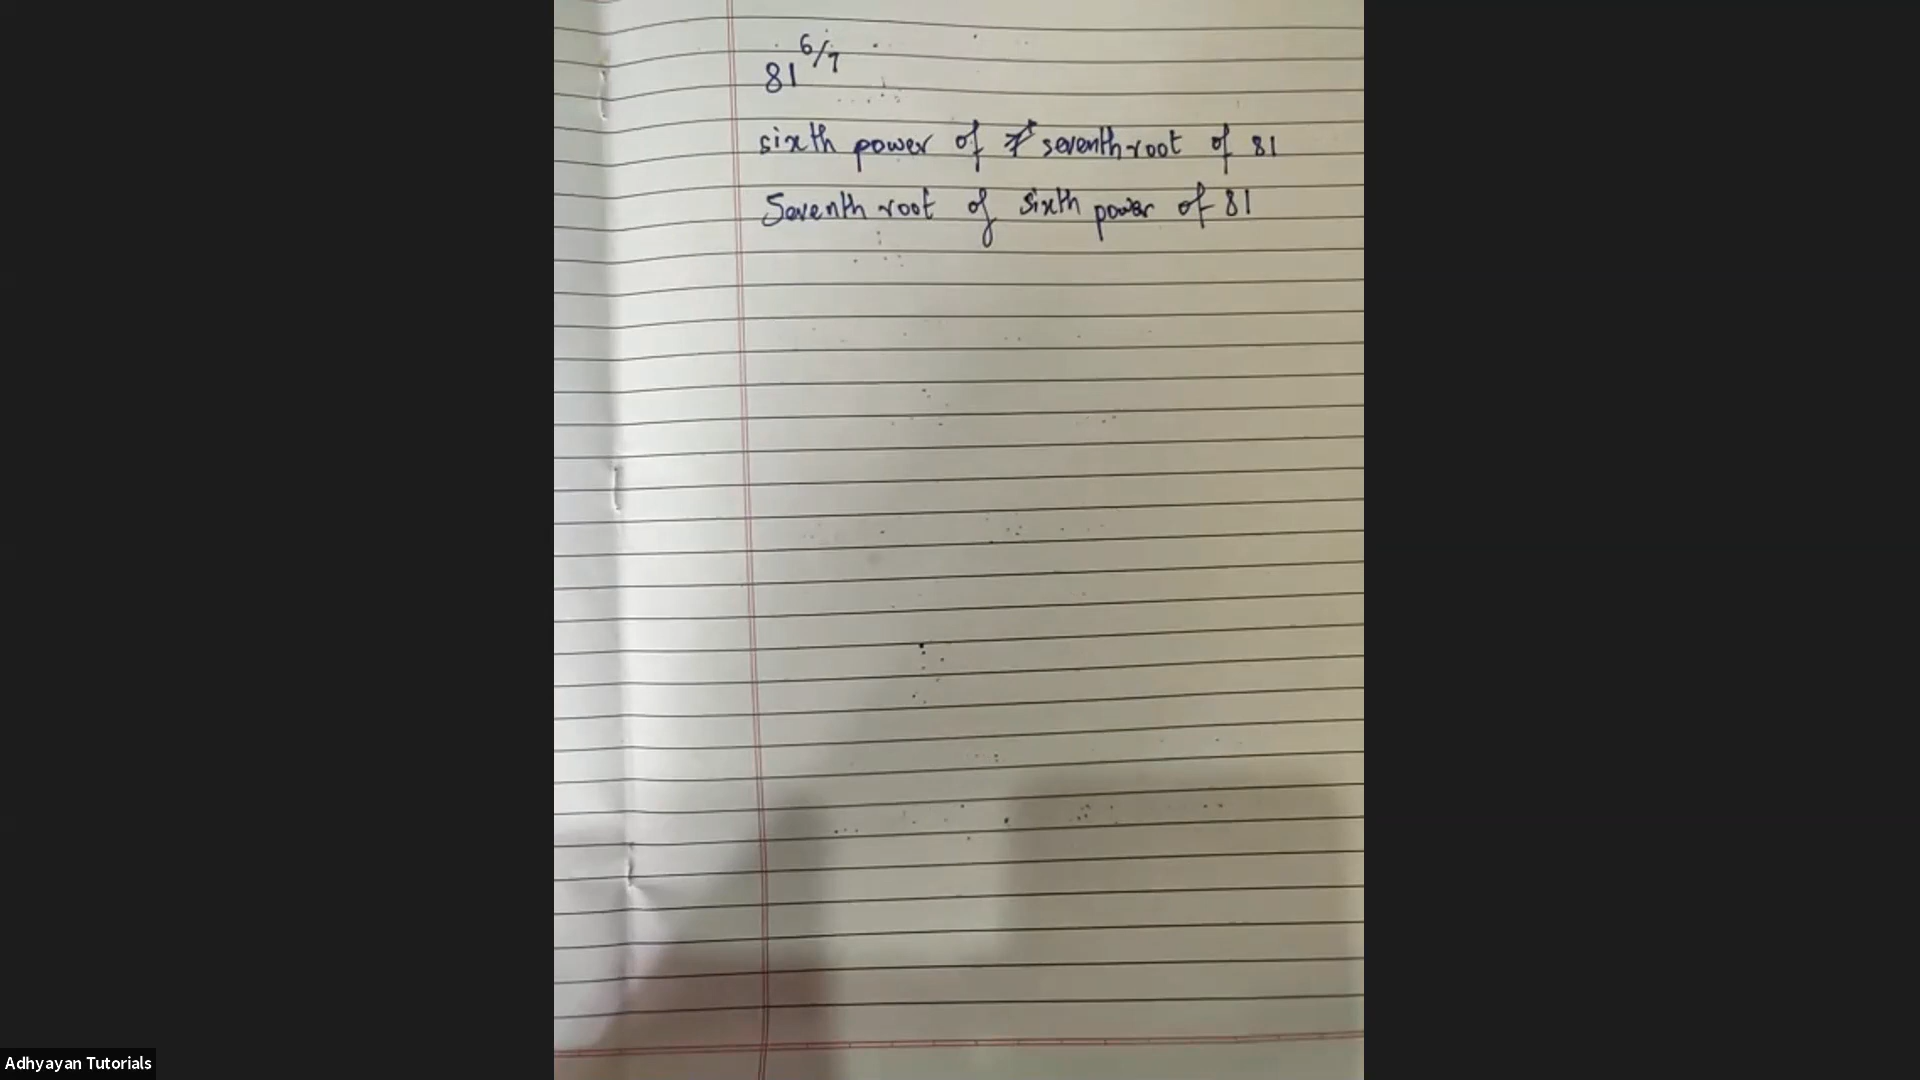 81^6/7
sixth power of seventh root of 81
Seventh root of sixth power of 81
Adhyayan Tutorials